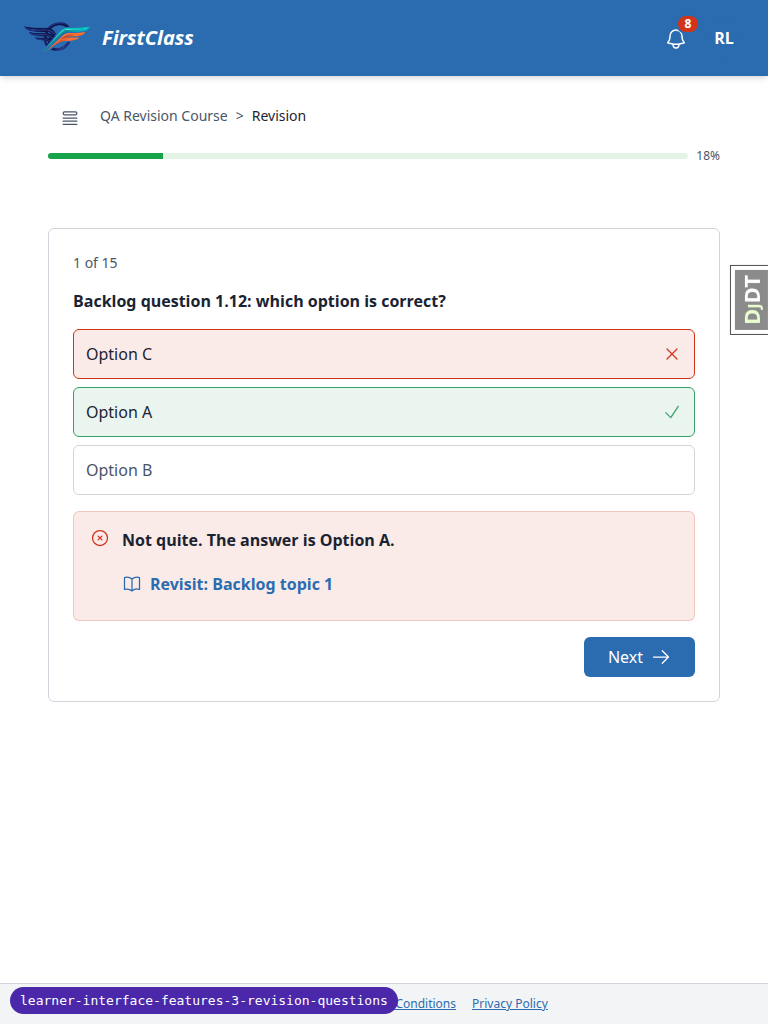 FirstClass
8
RL
QA Revision Course > Revision
18%
1 of 15
Backlog question 1.12: which option is correct?
Option C
Option A
Option B
Not quite. The answer is Option A.
Revisit: Backlog topic 1
Next
DjDT
learner-interface-features-3-revision-questions
Conditions Privacy Policy